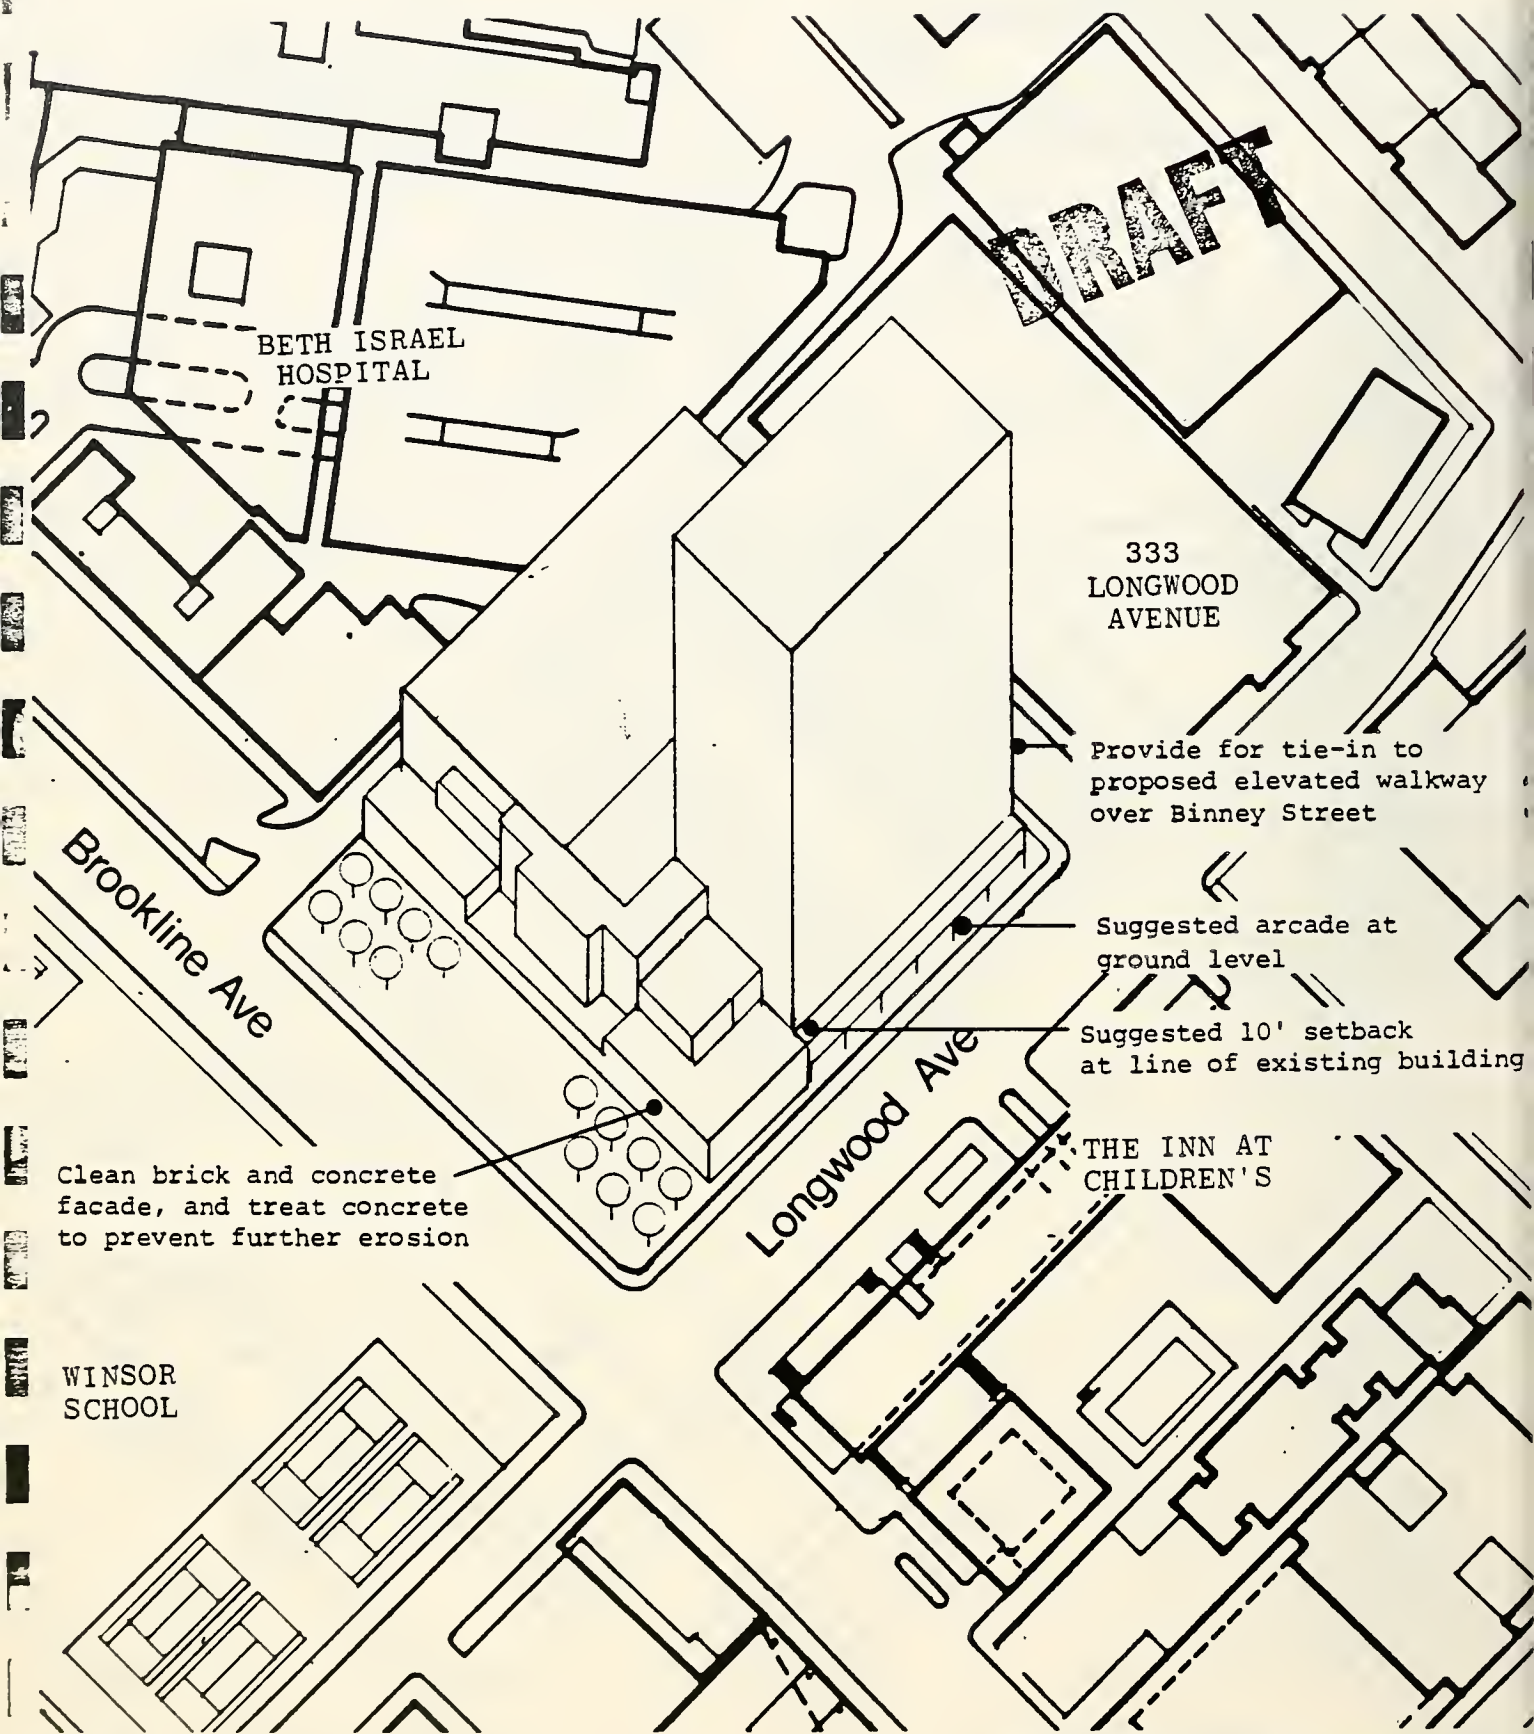 DRAFT
BETH ISRAEL
HOSPITAL
333
LONGWOOD
AVENUE
Provide for tie-in to
proposed elevated walkway
over Binney Street
Brookline Ave
Suggested arcade at
ground level
Suggested 10' setback
at line of existing building
Longwood Ave
THE INN AT
CHILDREN'S
Clean brick and concrete
facade, and treat concrete
to prevent further erosion
WINSOR
SCHOOL